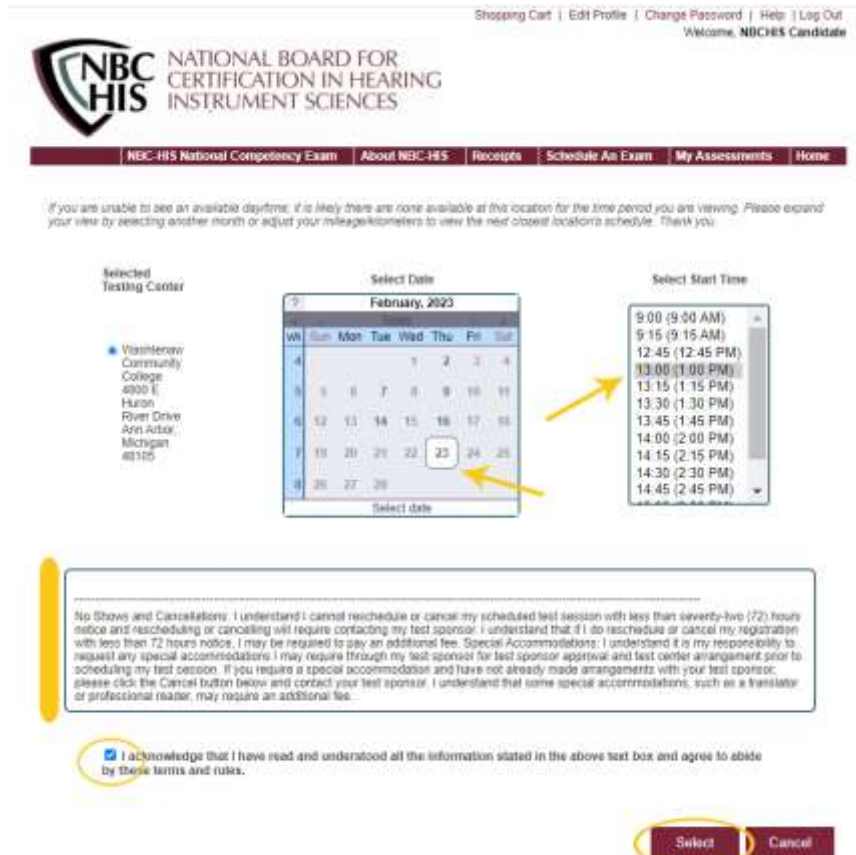 Shopping Cart | Edit Profile | Change Password | Help | Log Out
Welcome, NBCHIS Candidate
NBC
HIS
NATIONAL BOARD FOR
CERTIFICATION IN HEARING
INSTRUMENT SCIENCES
NBC-HIS National Competency Exam | About NBC-HIS | Receipts | Schedule An Exam | My Assessments | Home
If you are unable to see an available day/time, it is likely there are none available at this location for the time period you are viewing. Please expand
your view by selecting another month or adjust your mileage/kilometers to view the next closest location's schedule. Thank you.
Selected
Testing Center
Washtenaw
Community
College
4800 E
Huron
River Drive
Ann Arbor,
Michigan
48105
Select Date
? February, 2023
wk Sun Mon Tue Wed Thu Fri Sat
4 1 2 3 4
5 5 6 7 8 9 10 11
6 12 13 14 15 16 17 18
7 19 20 21 22 23 24 25
8 26 27 28
Select date
Select Start Time
9:00 (9:00 AM)
9:15 (9:15 AM)
12:45 (12:45 PM)
13:00 (1:00 PM)
13:15 (1:15 PM)
13:30 (1:30 PM)
13:45 (1:45 PM)
14:00 (2:00 PM)
14:15 (2:15 PM)
14:30 (2:30 PM)
14:45 (2:45 PM)
No Shows and Cancellations: I understand I cannot reschedule or cancel my scheduled test session with less than seventy-two (72) hours
notice and rescheduling or cancelling will require contacting my test sponsor. I understand that if I do reschedule or cancel my registration
with less than 72 hours notice, I may be required to pay an additional fee. Special Accommodations: I understand it is my responsibility to
request any special accommodations I may require through my test sponsor for test sponsor approval and test center arrangement prior to
scheduling my test session. If you require a special accommodation and have not already made arrangements with your test sponsor,
please click the Cancel button below and contact your test sponsor. I understand that some special accommodations, such as a translator
or professional reader, may require an additional fee.
I acknowledge that I have read and understood all the information stated in the above text box and agree to abide
by these terms and rules.
Select
Cancel